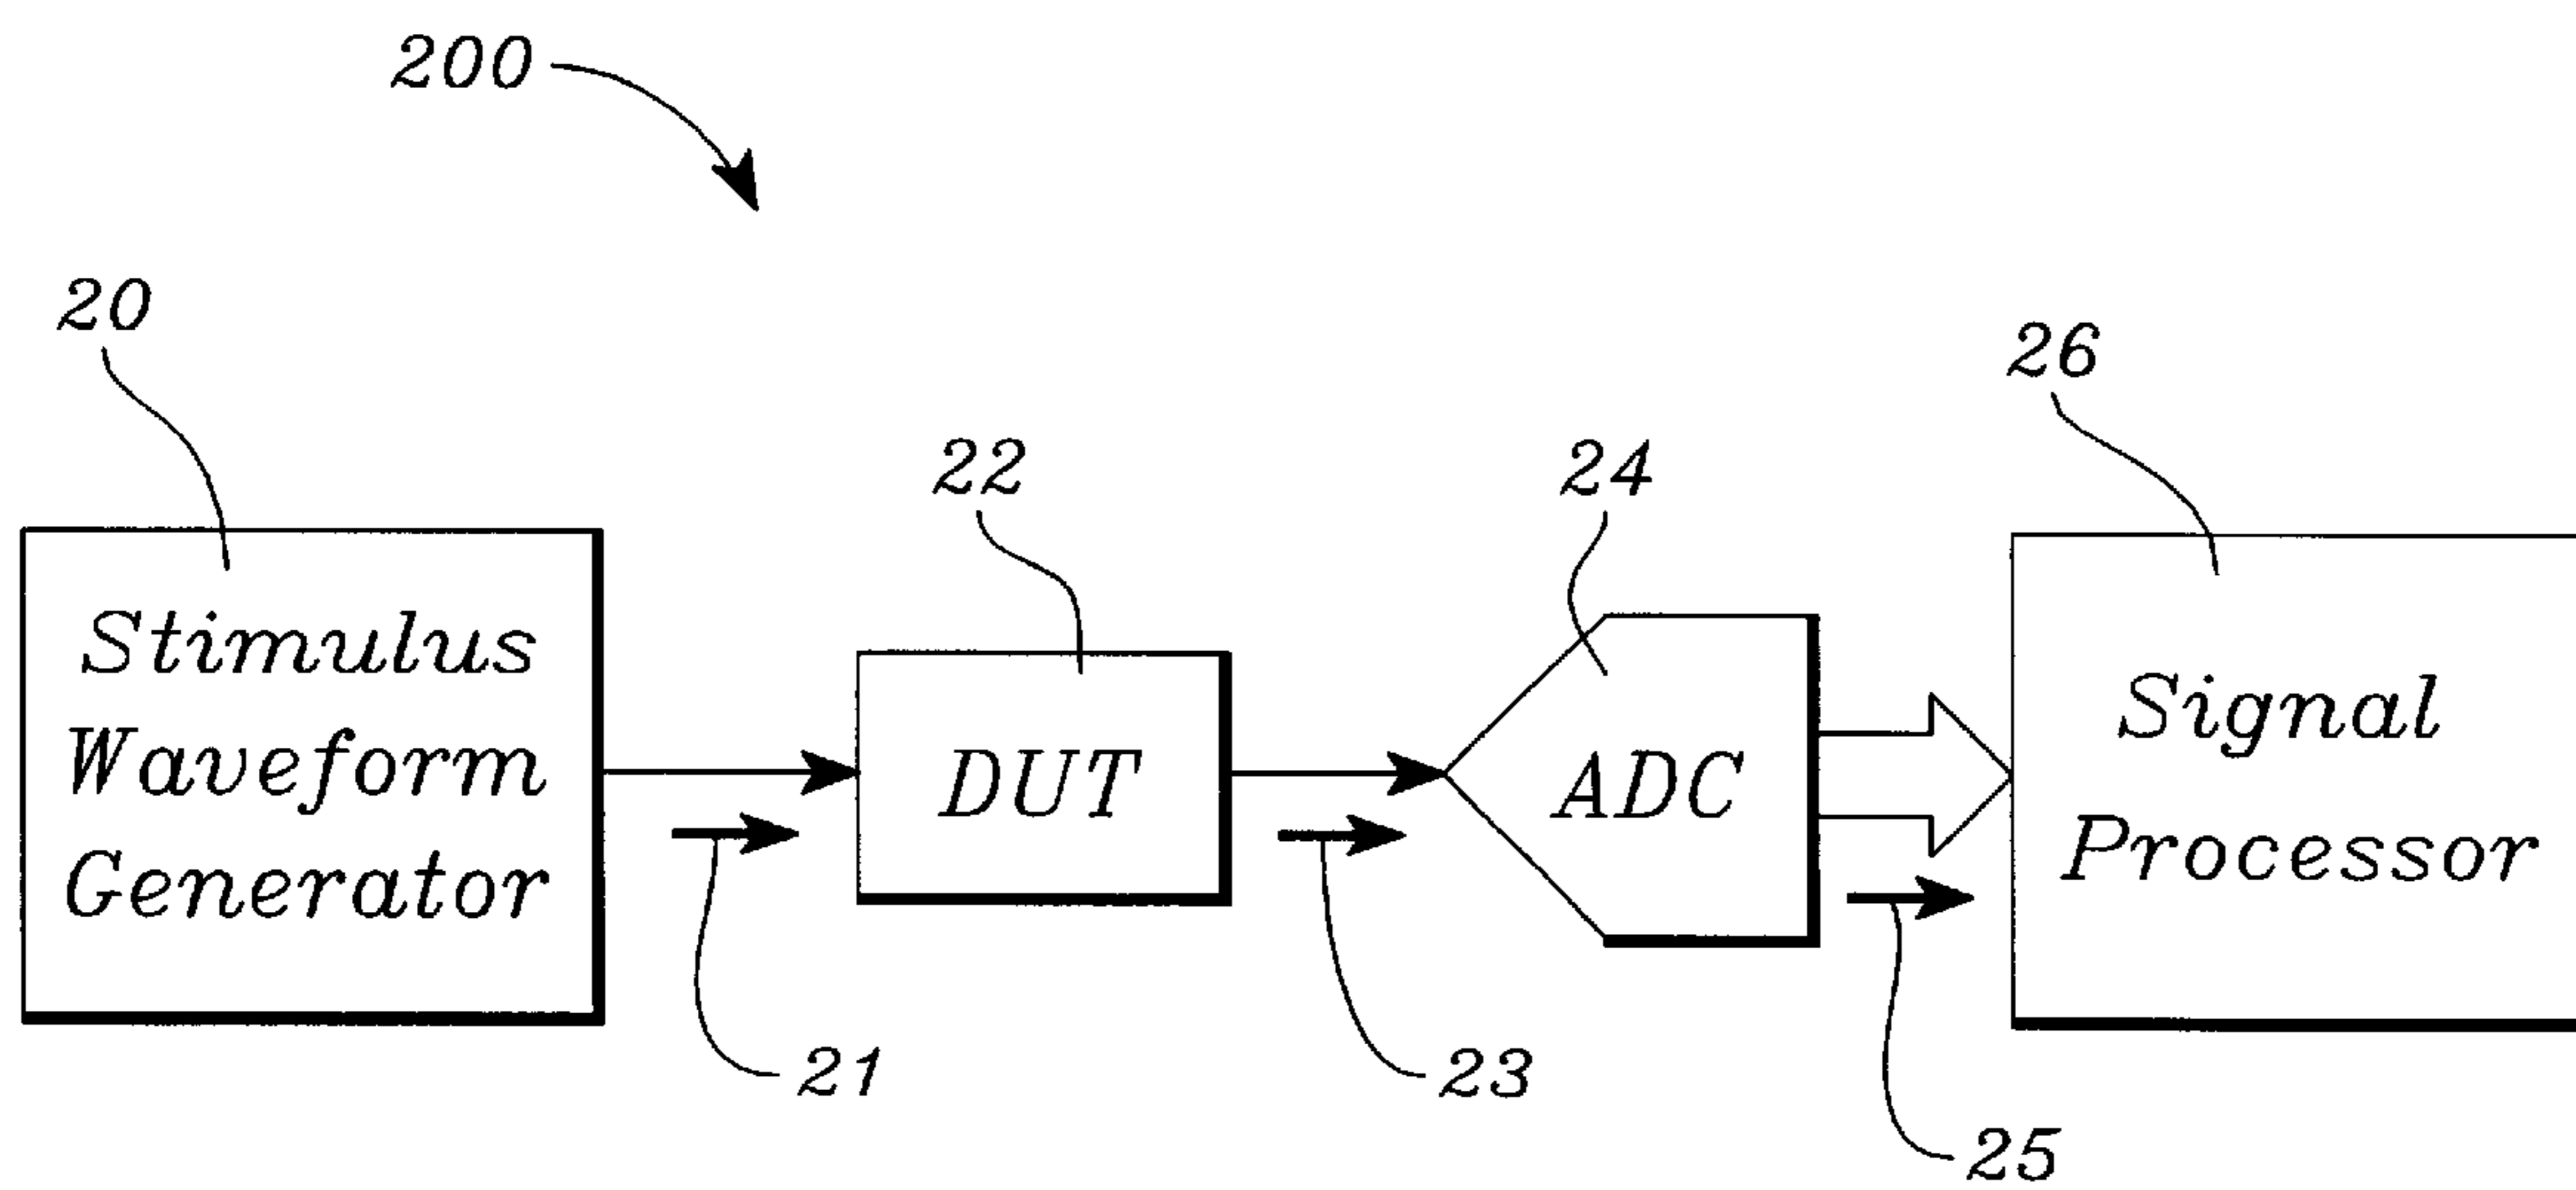 200
20
22
24
26
Stimulus
Waveform
Generator
DUT
ADC
Signal
Processor
21
23
25